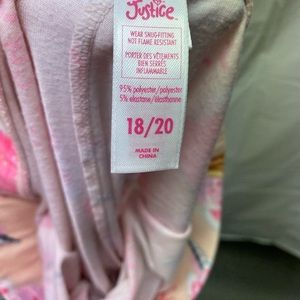 Justice
WEAR SNUG-FITTING
NOT FLAME RESISTANT
PORTER DES VÊTEMENTS
BIEN SERRÉS
INFLAMMABLE
95% polyester/polyester
5% elastane/élasthanne
18/20
MADE IN
CHINA